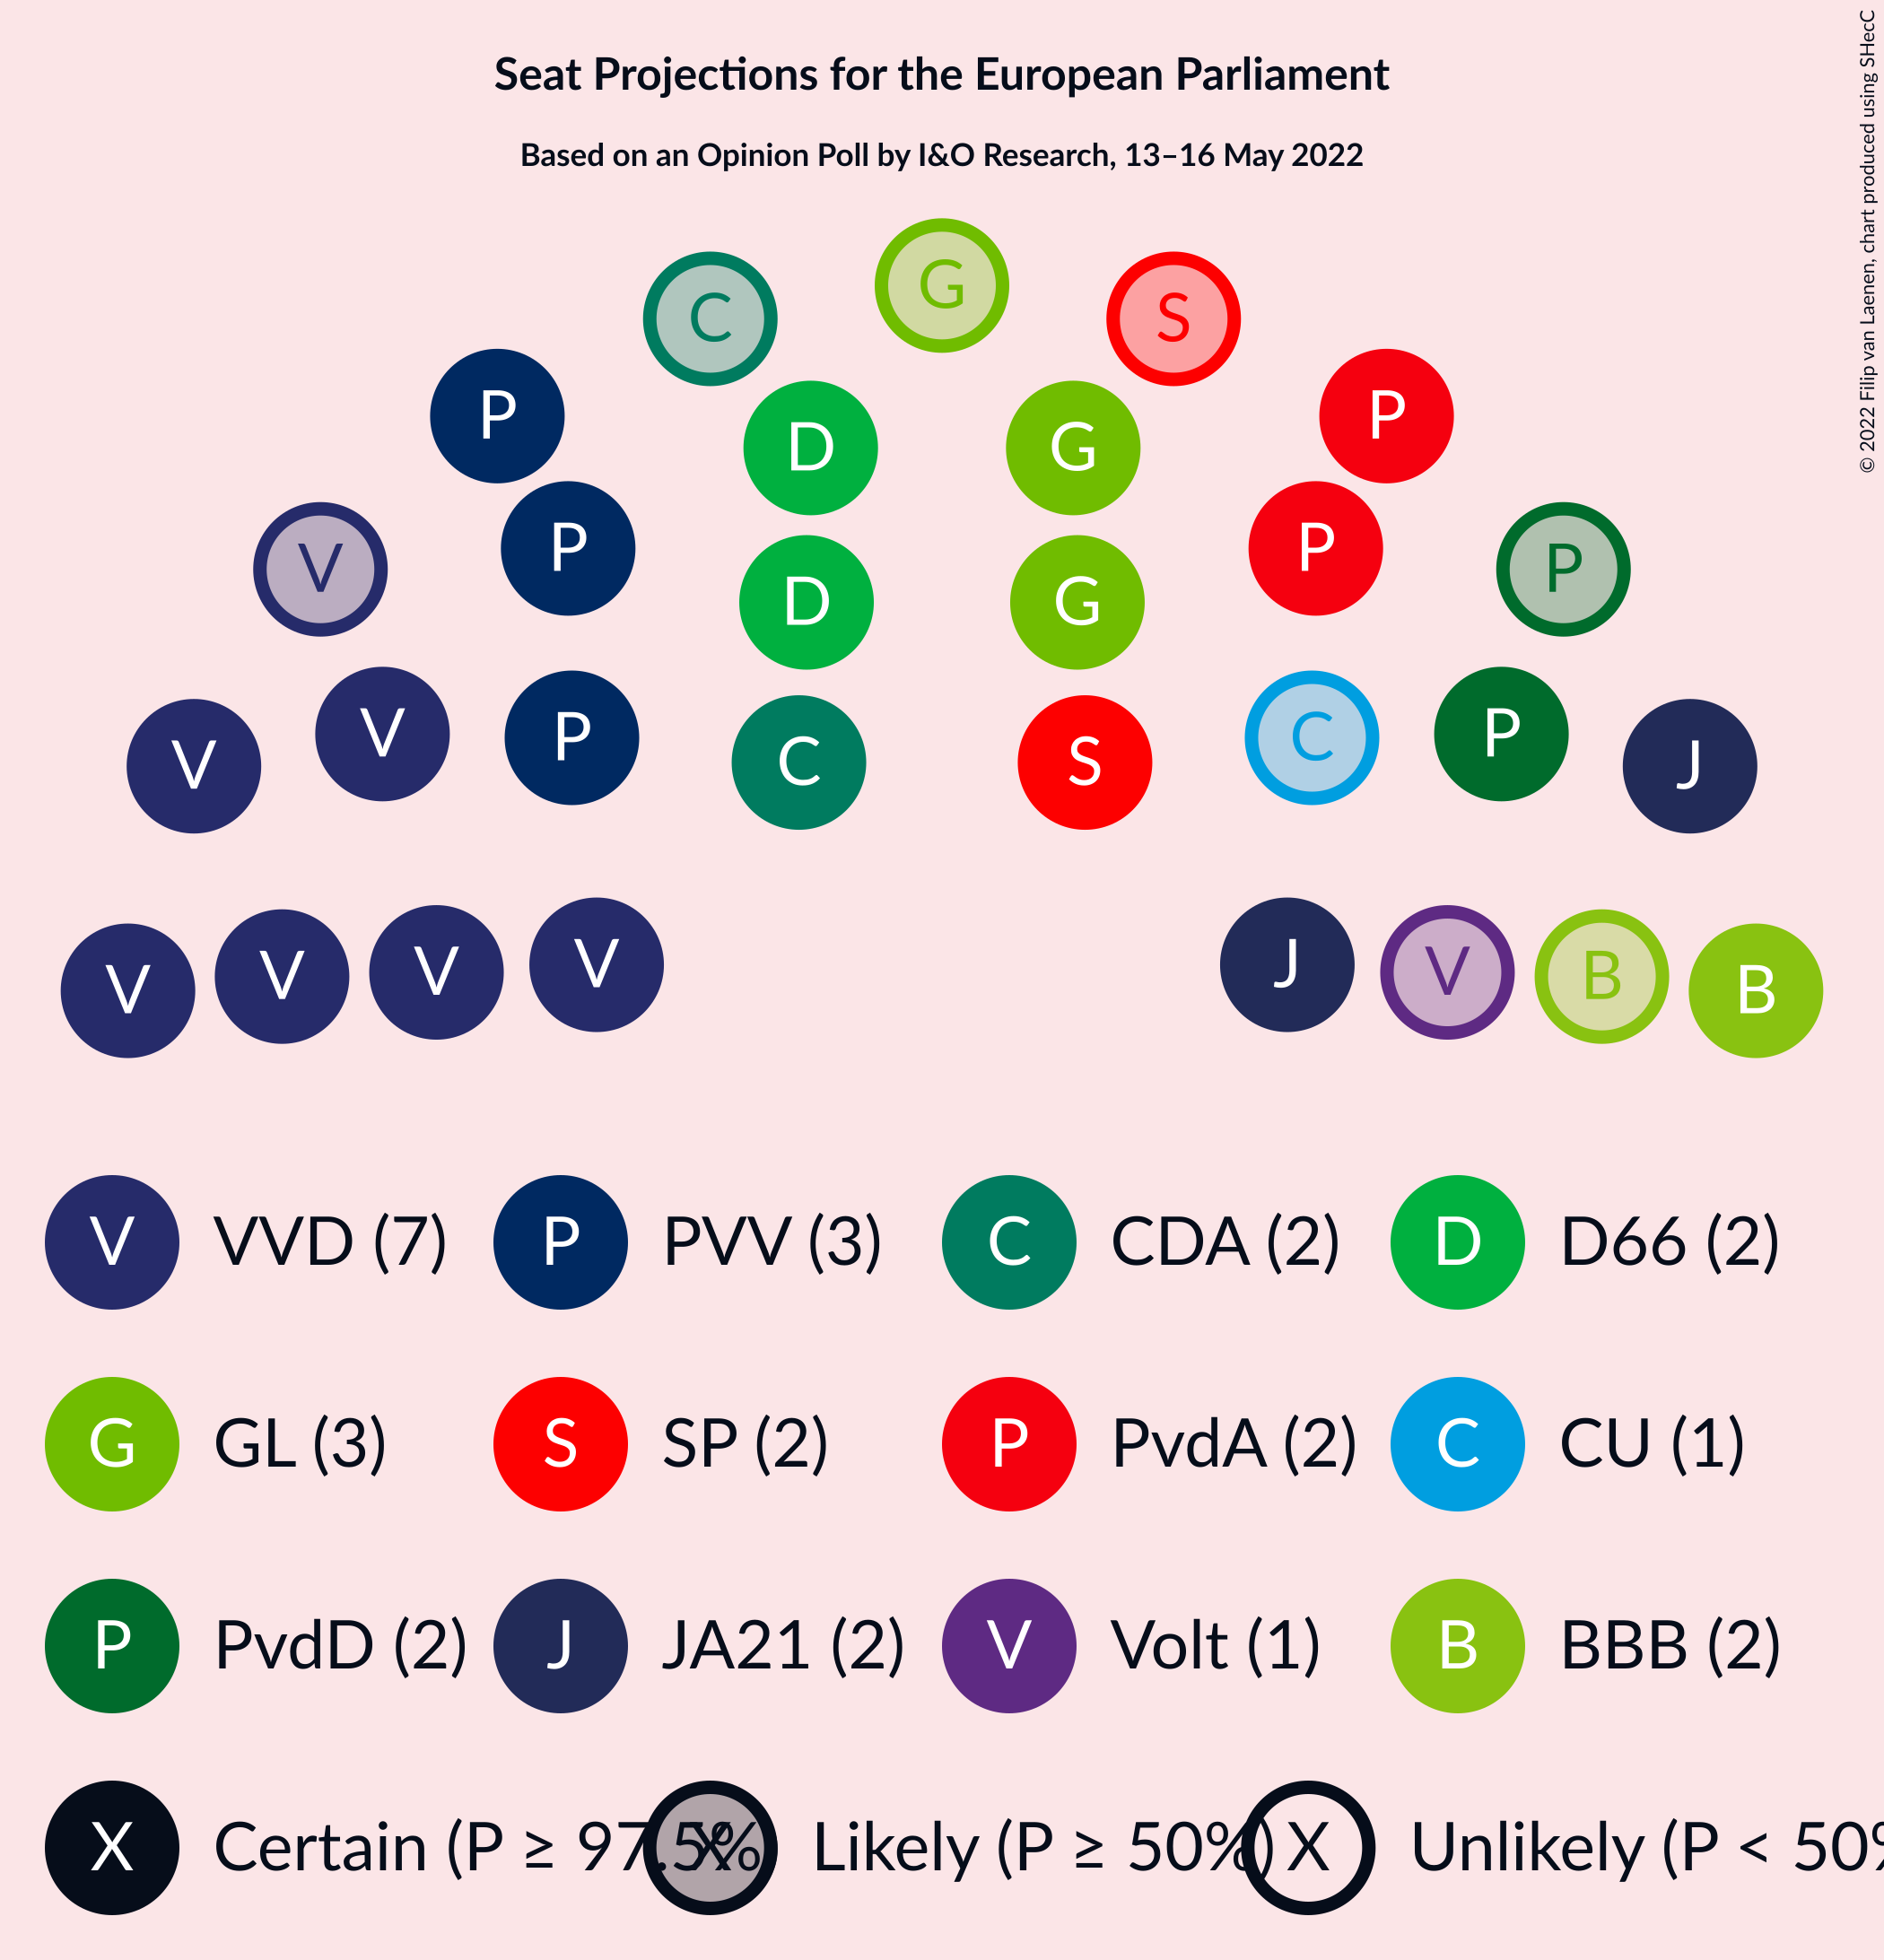 Seat Projections for the European Parliament
Based on an Opinion Poll by I&O Research, 13–16 May 2022
© 2022 Filip van Laenen, chart produced using SHecC
G
C S
P P
D G
P P
V P
D G
V P C P
C S
V J
V J
V V
V B
V B
V VVD (7) P PVV (3) C CDA (2) D D66 (2)
G GL (3) S SP (2) P PvdA (2) C CU (1)
P PvdD (2) J JA21 (2) V Volt (1) B BBB (2)
X Certain (P ≥ 97.5% X Likely (P ≥ 50%) X Unlikely (P < 50%